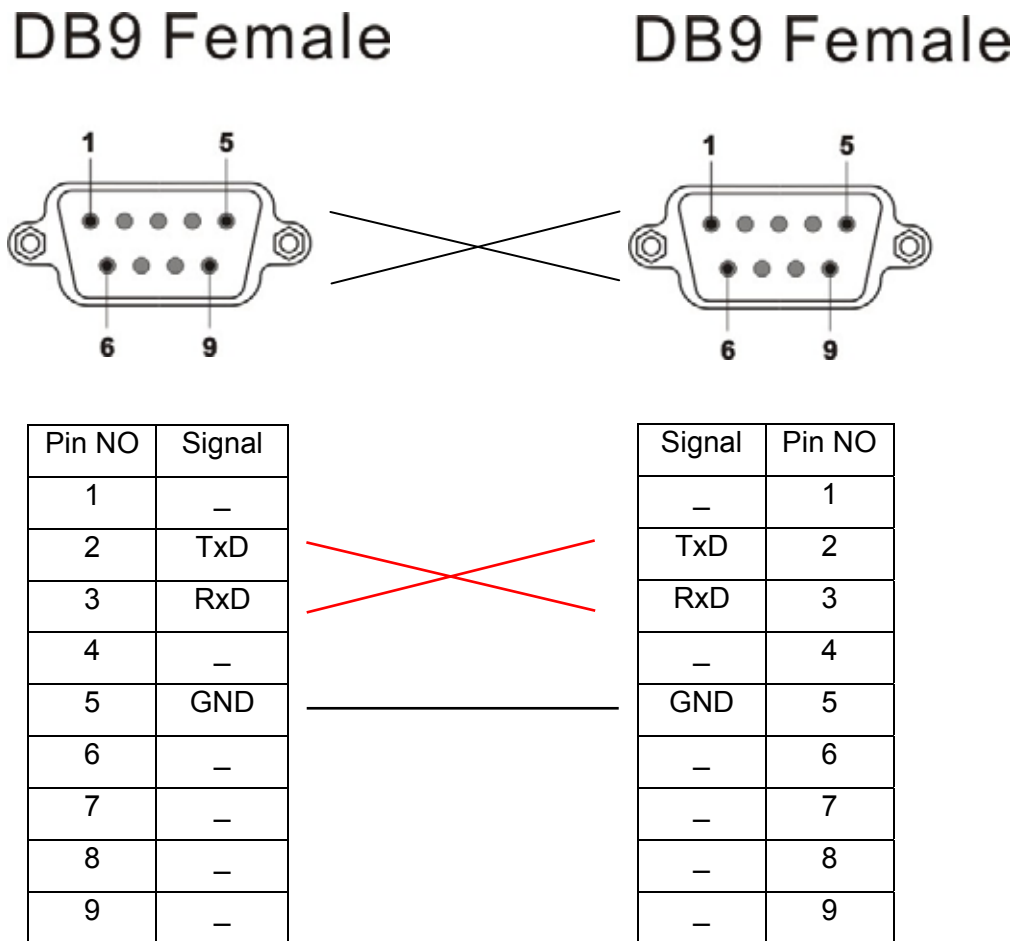 DB9 Female DB9 Female
1 5 1 5
6 9 6 9
Pin NO Signal Signal Pin NO
1 _ _ 1
2 TxD TxD 2
3 RxD RxD 3
4 _ _ 4
5 GND GND 5
6 _ _ 6
7 _ _ 7
8 _ _ 8
9 _ _ 9